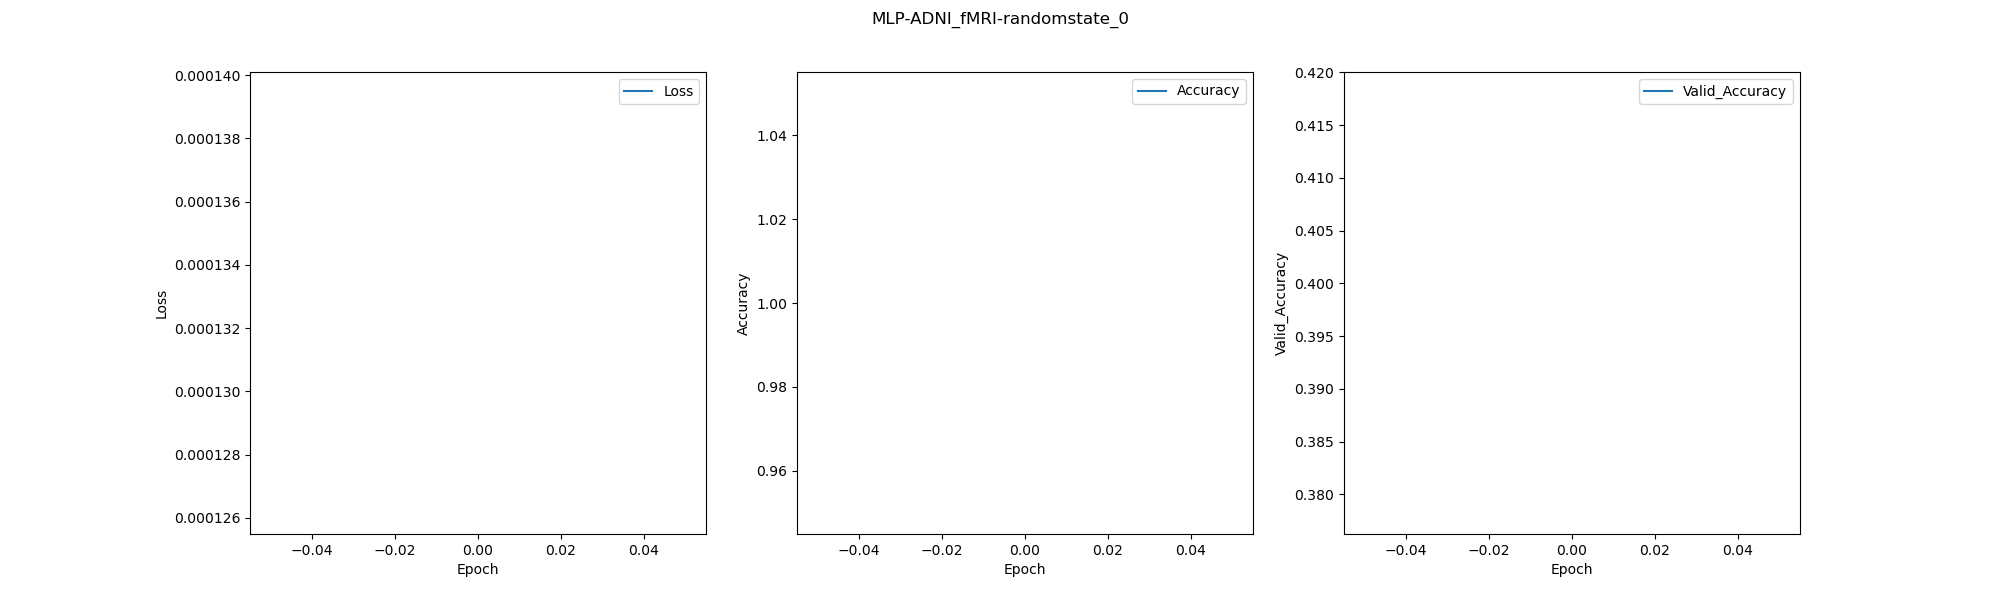 MLP-ADNI_fMRI-randomstate_0
0.000140
0.000138
0.000136
0.000134
0.000132
0.000130
0.000128
0.000126
Loss
Loss
−0.04 −0.02 0.00 0.02 0.04
Epoch
1.04
1.02
1.00
0.98
0.96
Accuracy
Accuracy
−0.04 −0.02 0.00 0.02 0.04
Epoch
0.420
0.415
0.410
0.405
0.400
0.395
0.390
0.385
0.380
Valid_Accuracy
Valid_Accuracy
−0.04 −0.02 0.00 0.02 0.04
Epoch